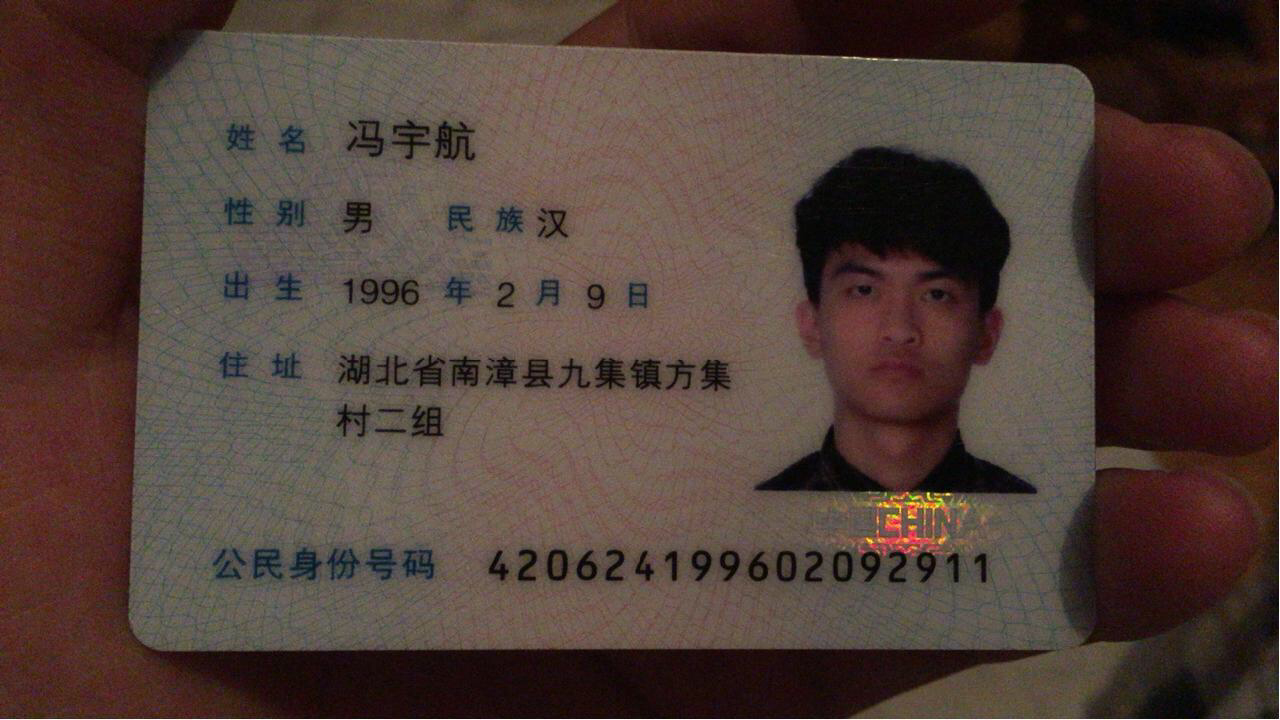 姓名 冯宇航
性别 男 民族 汉
出生 1996 年 2 月 9 日
住址 湖北省南漳县九集镇方集
村二组
CHINA
公民身份号码 420624199602092911